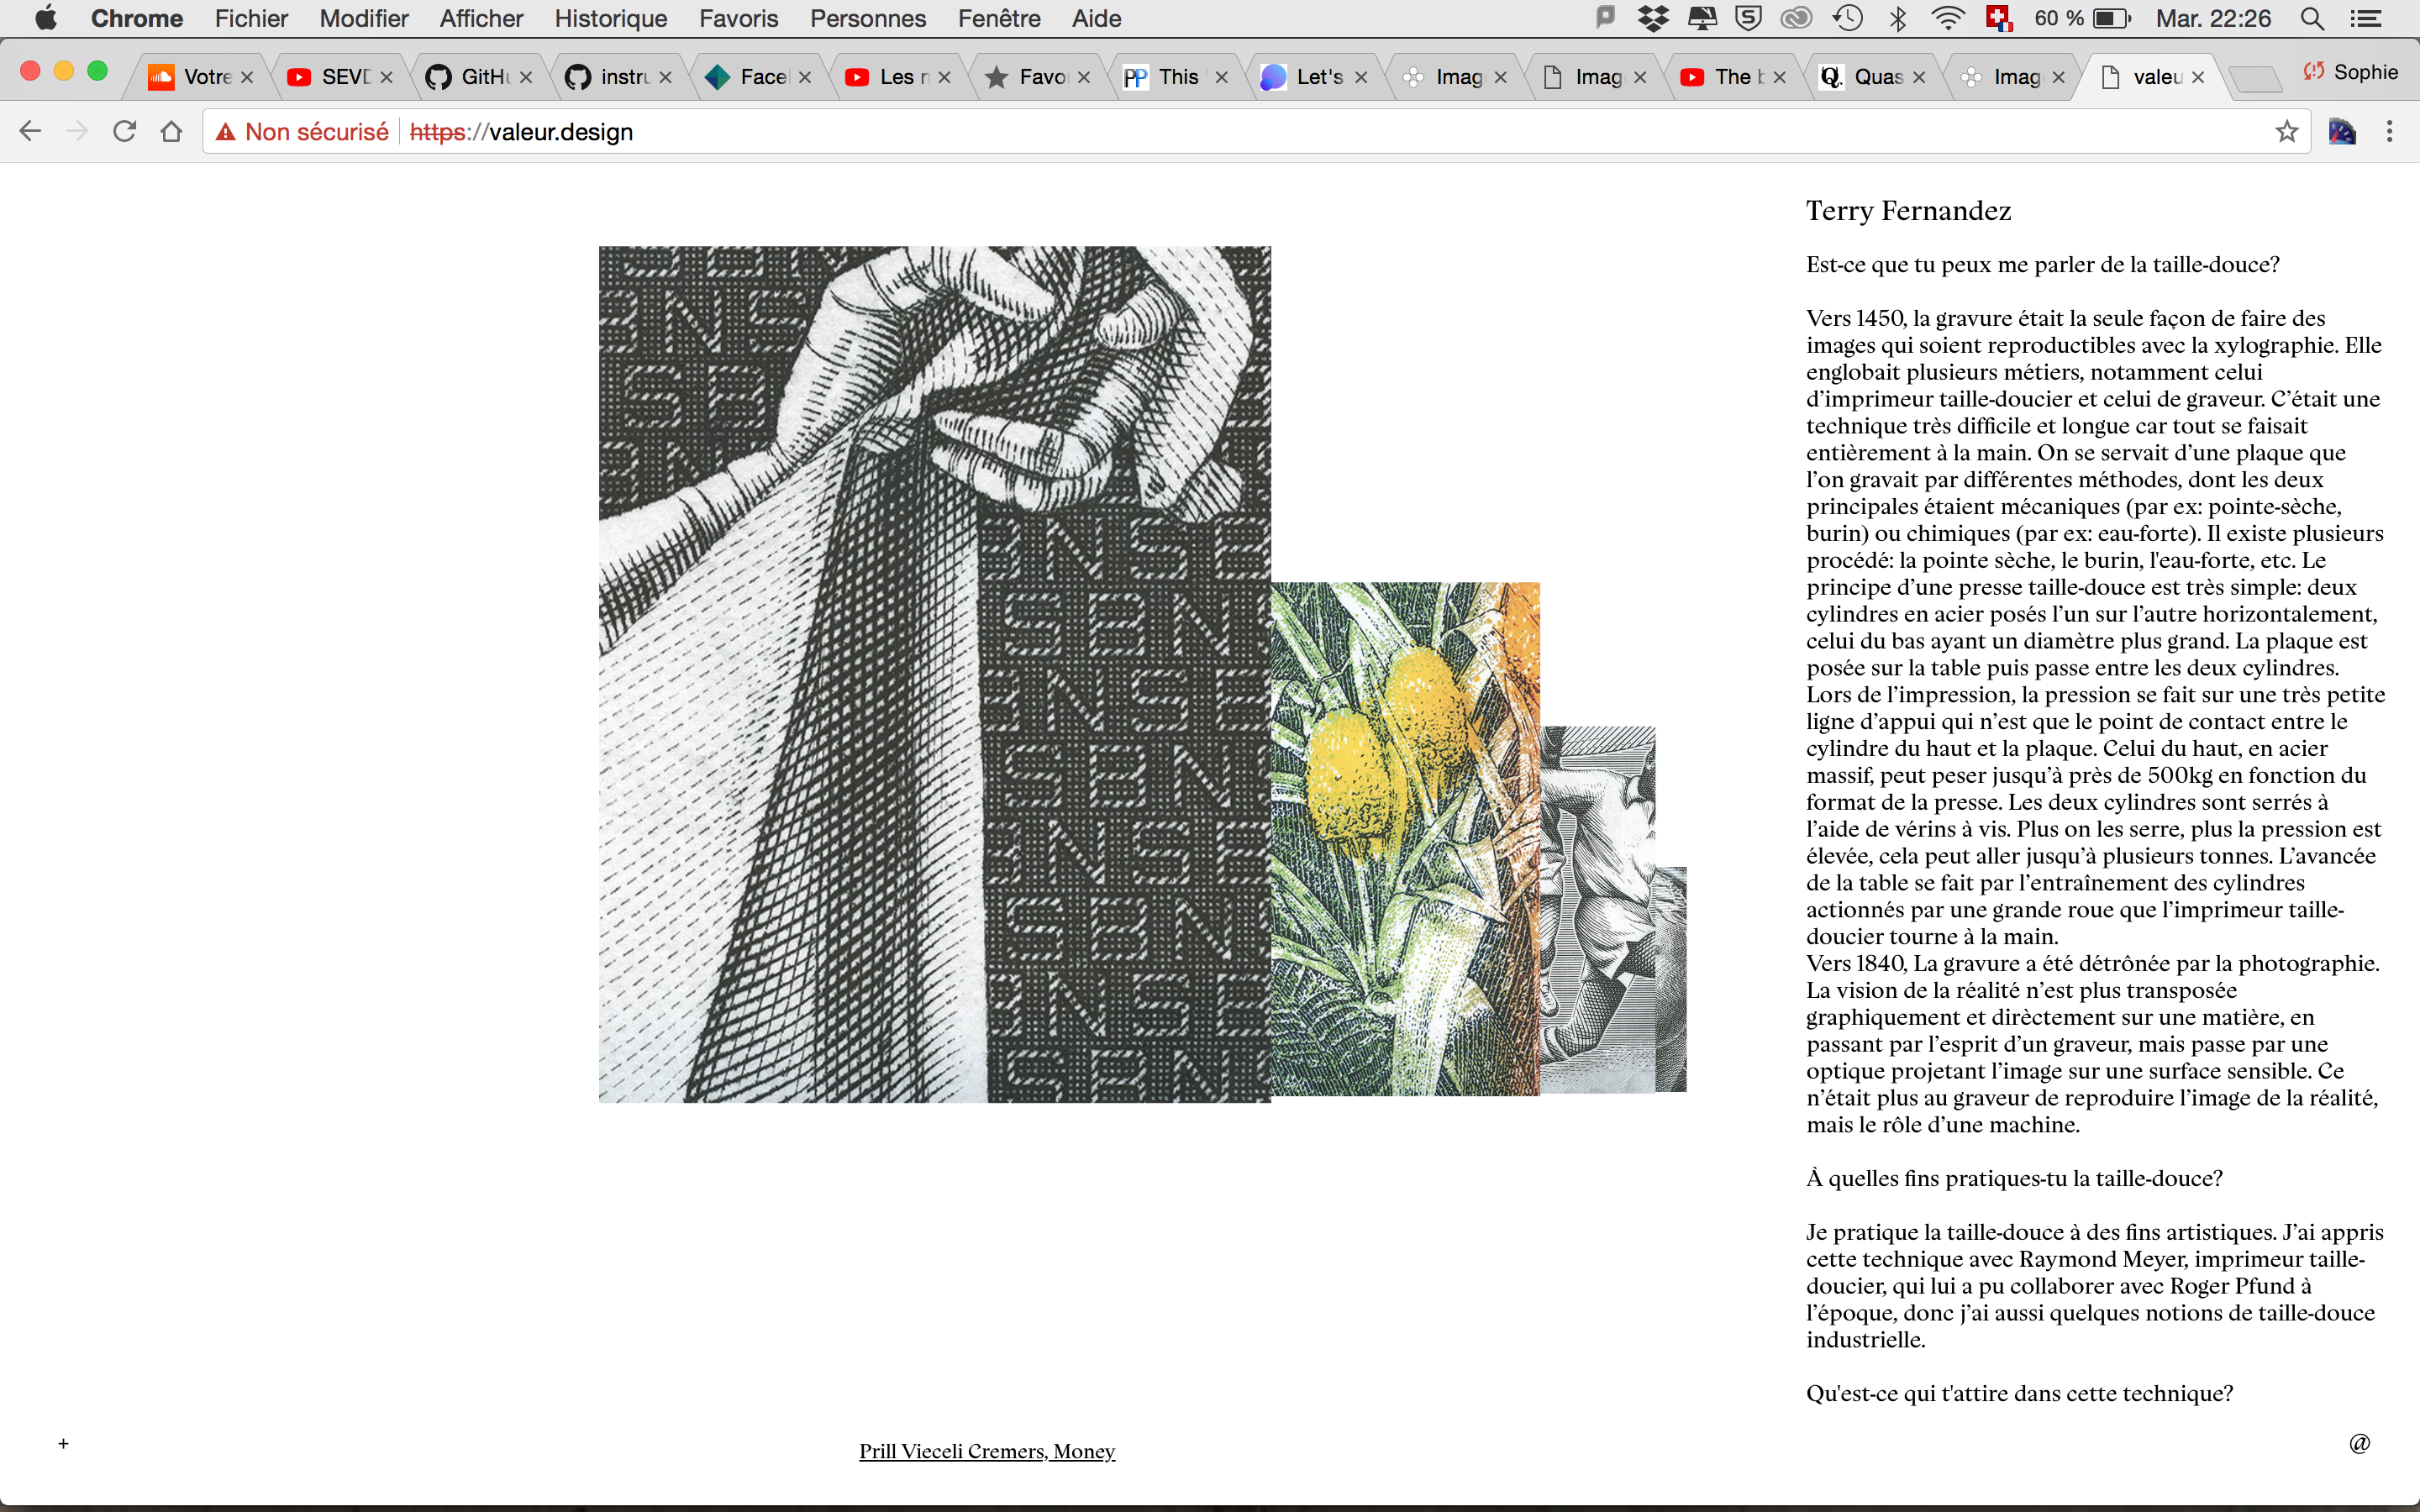 Chrome Fichier Modifier Afficher Historique Favoris Personnes Fenêtre Aide 60 % Mar. 22:26
Votre SEVD GitHu instru Face Les n Favo This Let's Imag Imag The b Quas Imag valeu Sophie
Non sécurisé https://valeur.design
Terry Fernandez
Est-ce que tu peux me parler de la taille-douce?
Vers 1450, la gravure était la seule façon de faire des
images qui soient reproductibles avec la xylographie. Elle
englobait plusieurs métiers, notamment celui
d’imprimeur taille-doucier et celui de graveur. C’était une
technique très difficile et longue car tout se faisait
entièrement à la main. On se servait d’une plaque que
l’on gravait par différentes méthodes, dont les deux
principales étaient mécaniques (par ex: pointe-sèche,
burin) ou chimiques (par ex: eau-forte). Il existe plusieurs
procédé: la pointe sèche, le burin, l'eau-forte, etc. Le
principe d’une presse taille-douce est très simple: deux
cylindres en acier posés l’un sur l’autre horizontalement,
celui du bas ayant un diamètre plus grand. La plaque est
posée sur la table puis passe entre les deux cylindres.
Lors de l’impression, la pression se fait sur une très petite
ligne d’appui qui n’est que le point de contact entre le
cylindre du haut et la plaque. Celui du haut, en acier
massif, peut peser jusqu’à près de 500kg en fonction du
format de la presse. Les deux cylindres sont serrés à
l’aide de vérins à vis. Plus on les serre, plus la pression est
élevée, cela peut aller jusqu’à plusieurs tonnes. L’avancée
de la table se fait par l’entraînement des cylindres
actionnés par une grande roue que l’imprimeur taille-
doucier tourne à la main.
Vers 1840, La gravure a été détrônée par la photographie.
La vision de la réalité n’est plus transposée
graphiquement et dirèctement sur une matière, en
passant par l’esprit d’un graveur, mais passe par une
optique projetant l’image sur une surface sensible. Ce
n’était plus au graveur de reproduire l’image de la réalité,
mais le rôle d’une machine.
À quelles fins pratiques-tu la taille-douce?
Je pratique la taille-douce à des fins artistiques. J’ai appris
cette technique avec Raymond Meyer, imprimeur taille-
doucier, qui lui a pu collaborer avec Roger Pfund à
l’époque, donc j’ai aussi quelques notions de taille-douce
industrielle.
Qu'est-ce qui t'attire dans cette technique?
+ Prill Vieceli Cremers, Money @